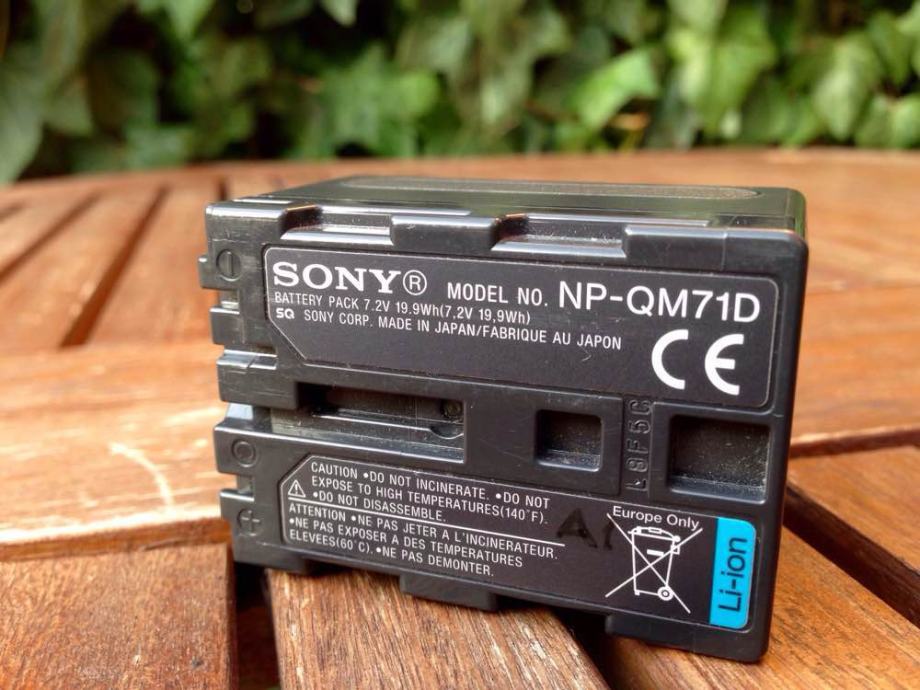 SONY® MODEL NO. NP-QM71D
BATTERY PACK 7.2V 19.9Wh(7,2V 19,9Wh)
SONY CORP. MADE IN JAPAN/FABRIQUE AU JAPON
CE
CAUTION •DO NOT INCINERATE. •DO NOT
EXPOSE TO HIGH TEMPERATURES(140°F).
•DO NOT DISASSEMBLE.
ATTENTION •NE PAS JETER A L'INCINERATEUR.
•NE PAS EXPOSER A DES TEMPERATURES
ELEVEES(60°C). •NE PAS DEMONTER.
Europe Only
Li-ion